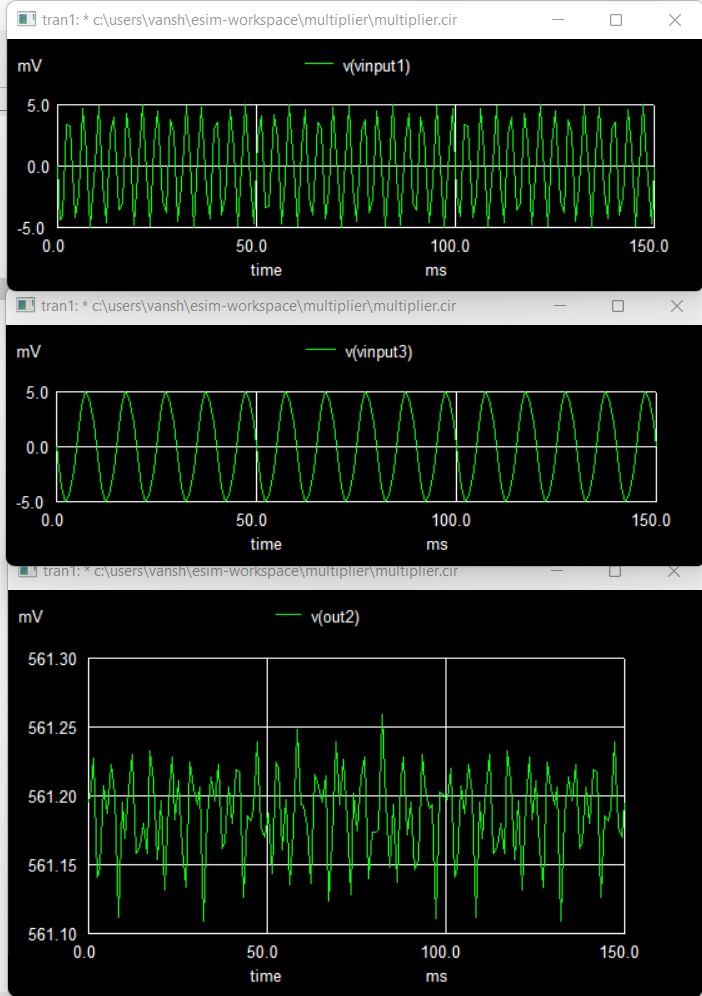 tran1: * c:\users\vansh\esim-workspace\multiplier\multiplier.cir
mV v(vinput1)
5.0
0.0
-5.0
0.0 50.0 100.0 150.0
time ms
tran1: * c:\users\vansh\esim-workspace\multiplier\multiplier.cir
mV v(vinput3)
5.0
0.0
-5.0
0.0 50.0 100.0 150.0
time ms
tran1: * c:\users\vansh\esim-workspace\multiplier\multiplier.cir
mV v(out2)
561.30
561.25
561.20
561.15
561.10
0.0 50.0 100.0 150.0
time ms